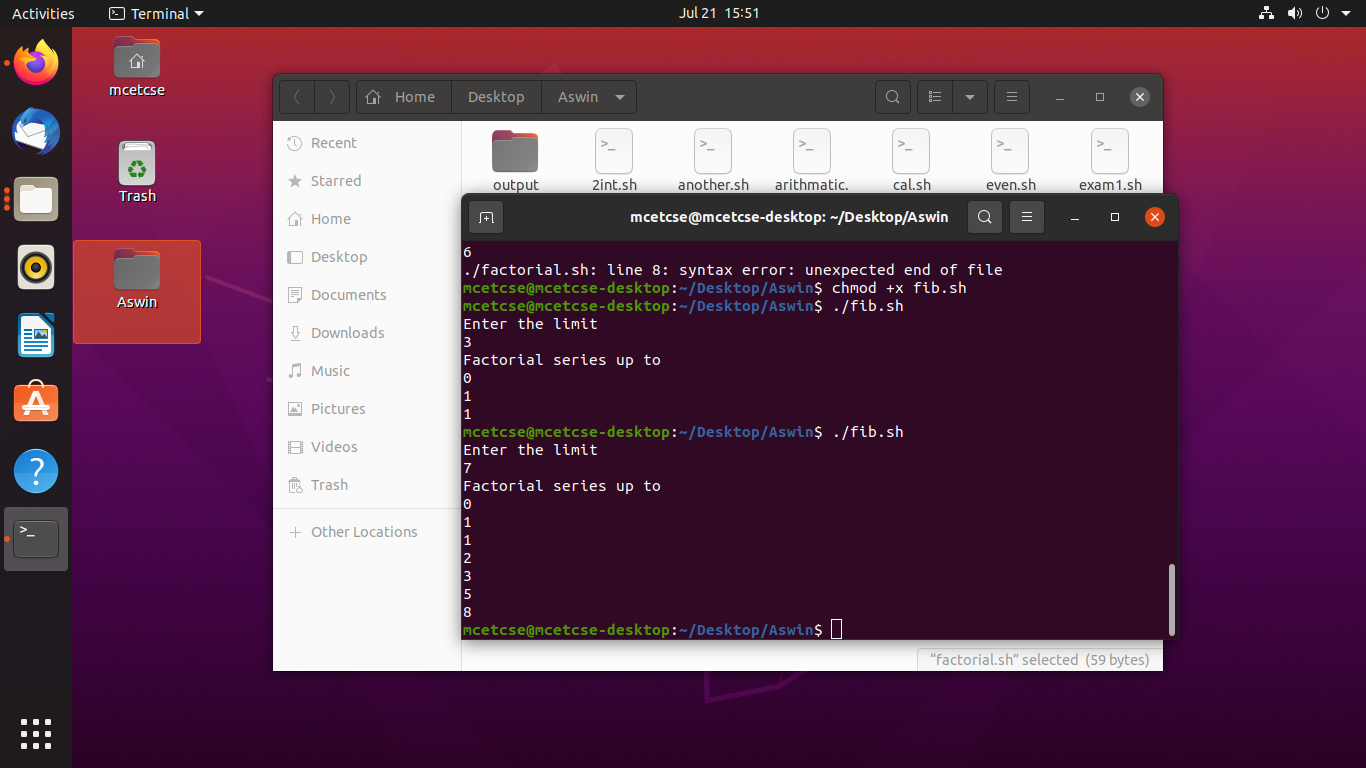 Activities Terminal Jul 21 15:51
mcetcse
Trash
Aswin
Home Desktop Aswin
Recent
Starred
Home
Desktop
Documents
Downloads
Music
Pictures
Videos
Trash
Other Locations
output 2int.sh another.sh arithmatic. cal.sh even.sh exam1.sh
mcetcse@mcetcse-desktop: ~/Desktop/Aswin
6
./factorial.sh: line 8: syntax error: unexpected end of file
mcetcse@mcetcse-desktop:~/Desktop/Aswin$ chmod +x fib.sh
mcetcse@mcetcse-desktop:~/Desktop/Aswin$ ./fib.sh
Enter the limit
3
Factorial series up to
0
1
1
mcetcse@mcetcse-desktop:~/Desktop/Aswin$ ./fib.sh
Enter the limit
7
Factorial series up to
0
1
1
2
3
5
8
mcetcse@mcetcse-desktop:~/Desktop/Aswin$
“factorial.sh” selected (59 bytes)